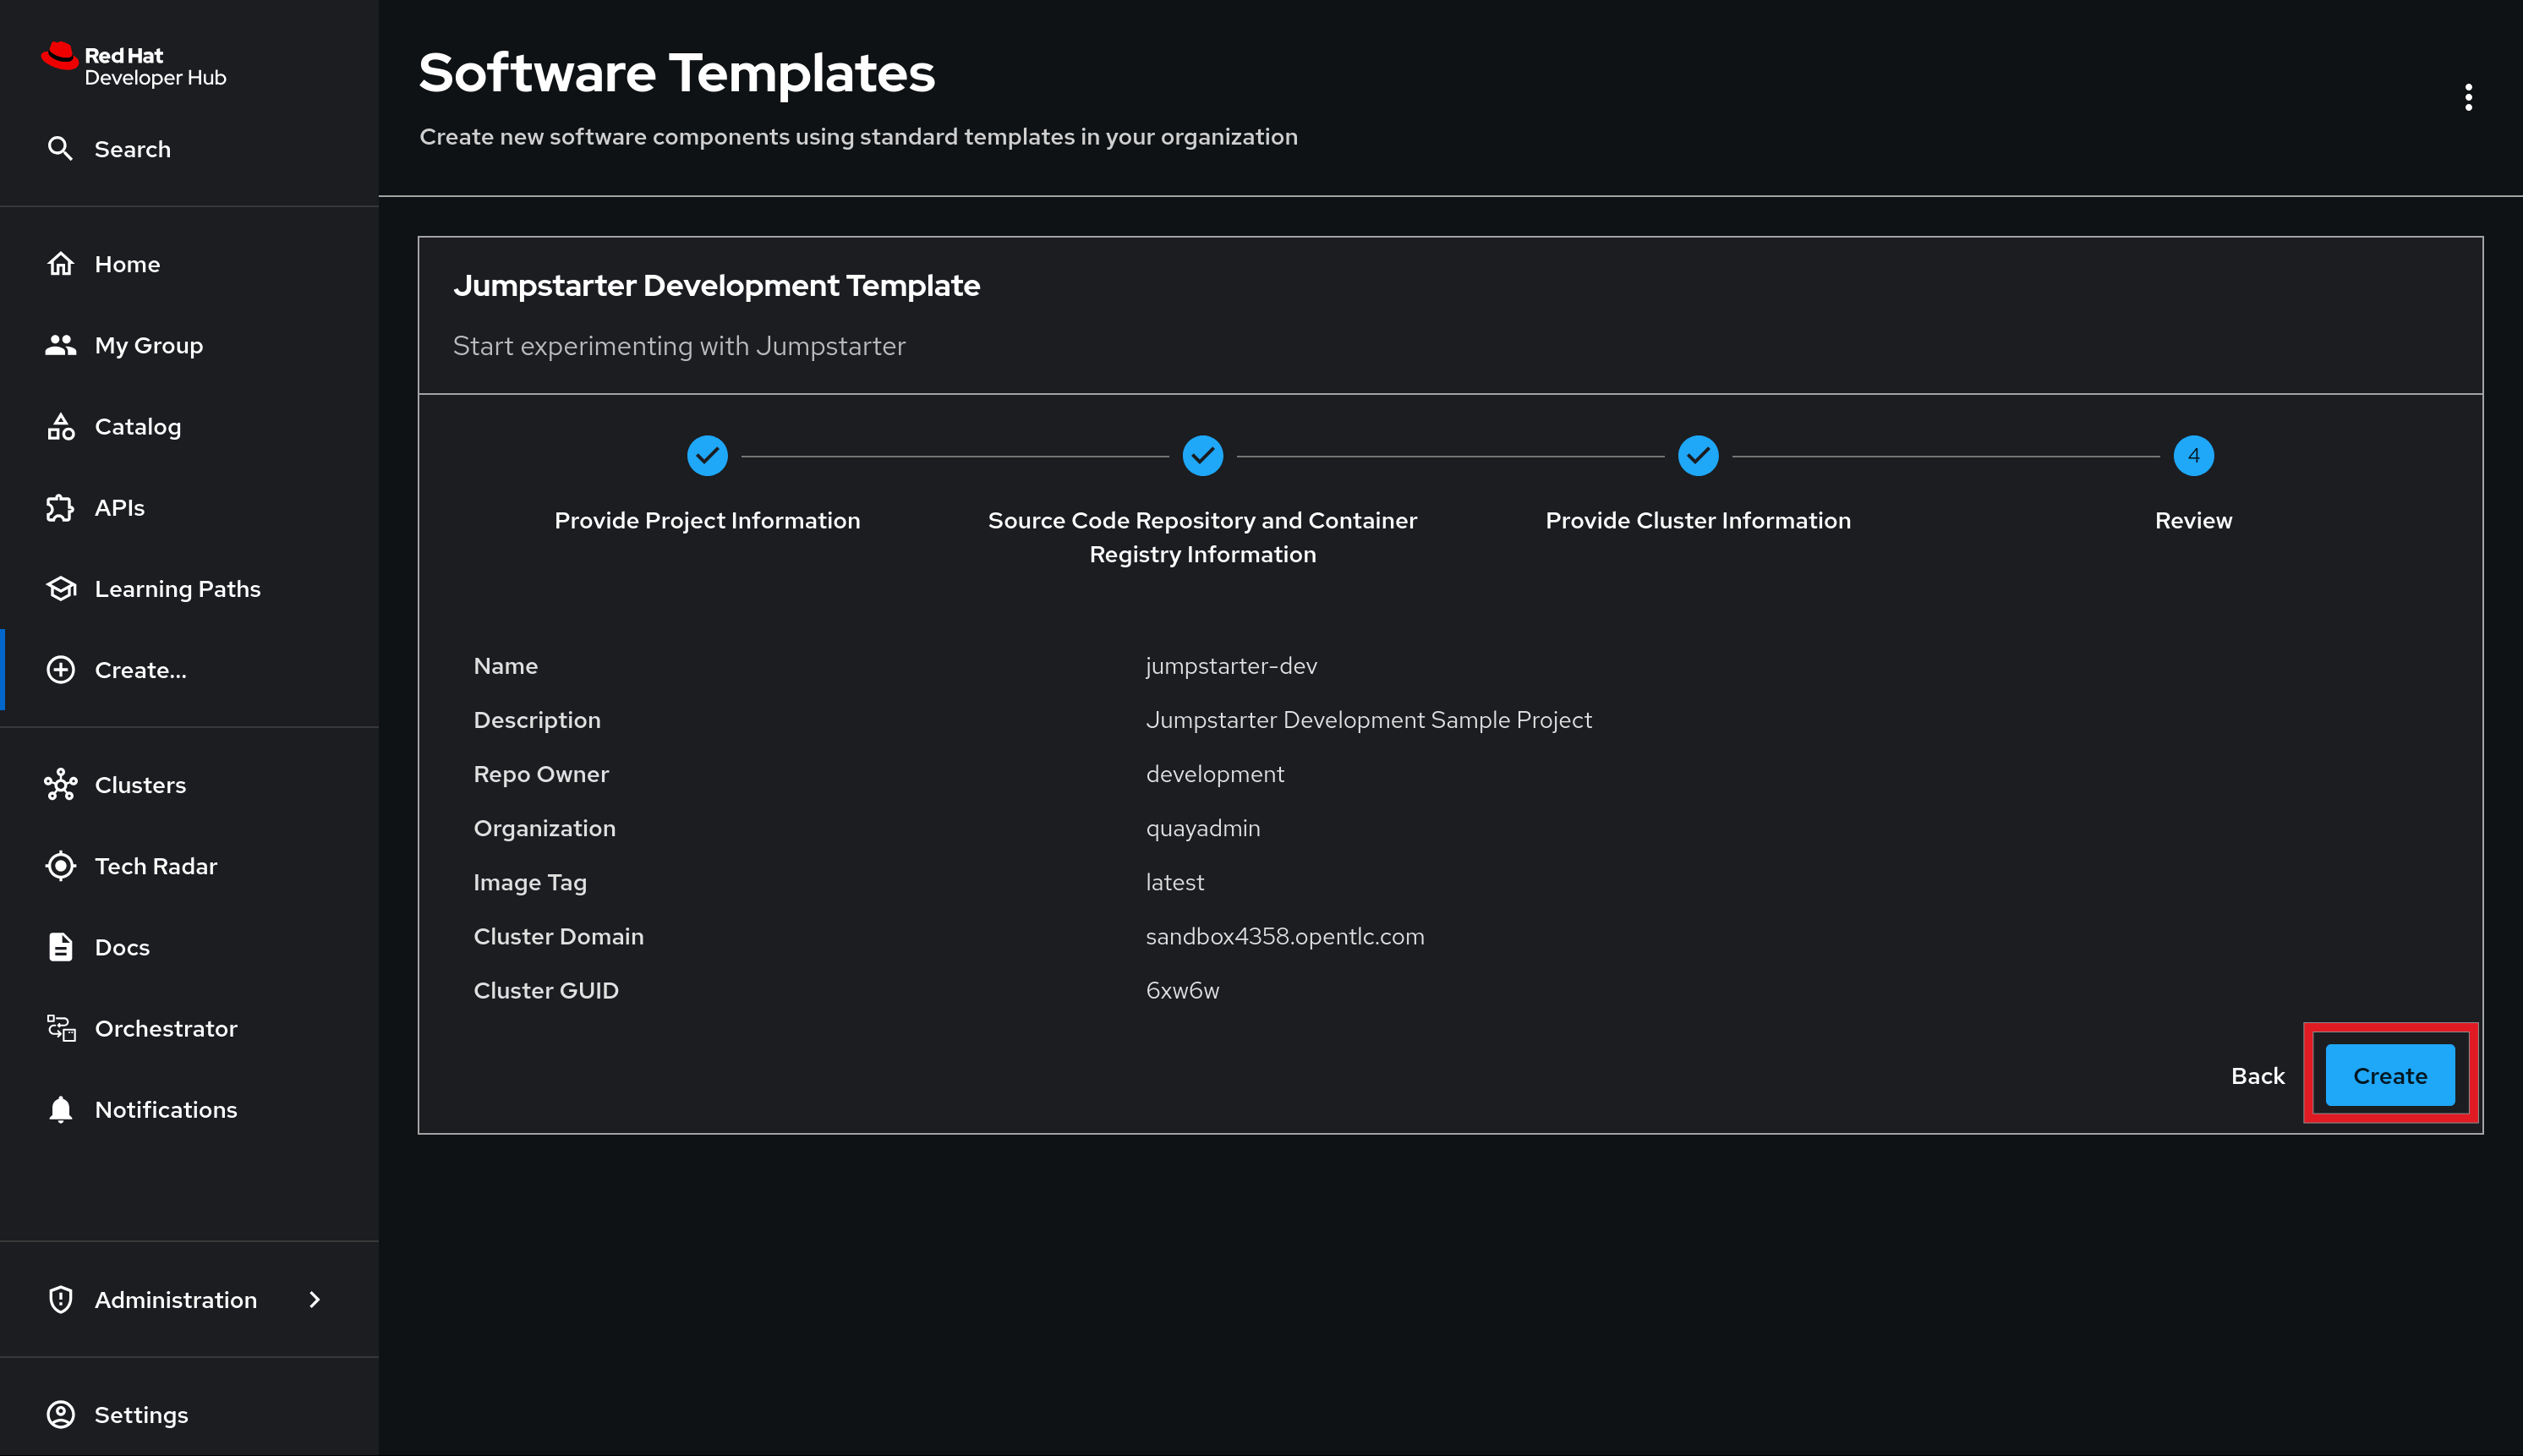 Red Hat
Developer Hub
Search
Home
My Group
Catalog
APIs
Learning Paths
Create...
Clusters
Tech Radar
Docs
Orchestrator
Notifications
Administration
Settings
Software Templates
Create new software components using standard templates in your organization
Jumpstarter Development Template
Start experimenting with Jumpstarter
Provide Project Information
Source Code Repository and Container
Registry Information
Provide Cluster Information
4
Review
Name jumpstarter-dev
Description Jumpstarter Development Sample Project
Repo Owner development
Organization quayadmin
Image Tag latest
Cluster Domain sandbox4358.opentlc.com
Cluster GUID 6xw6w
Back Create